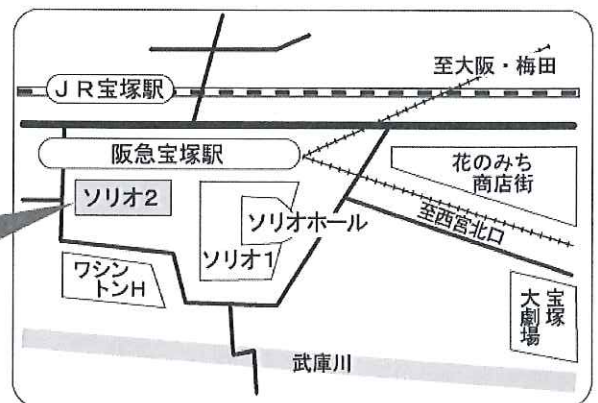 至大阪・梅田
JR宝塚駅
阪急宝塚駅
花のみち
商店街
ソリオ2
ソリオホール
至西宮北口
ソリオ1
ワシン
トンH
宝塚
大劇場
武庫川